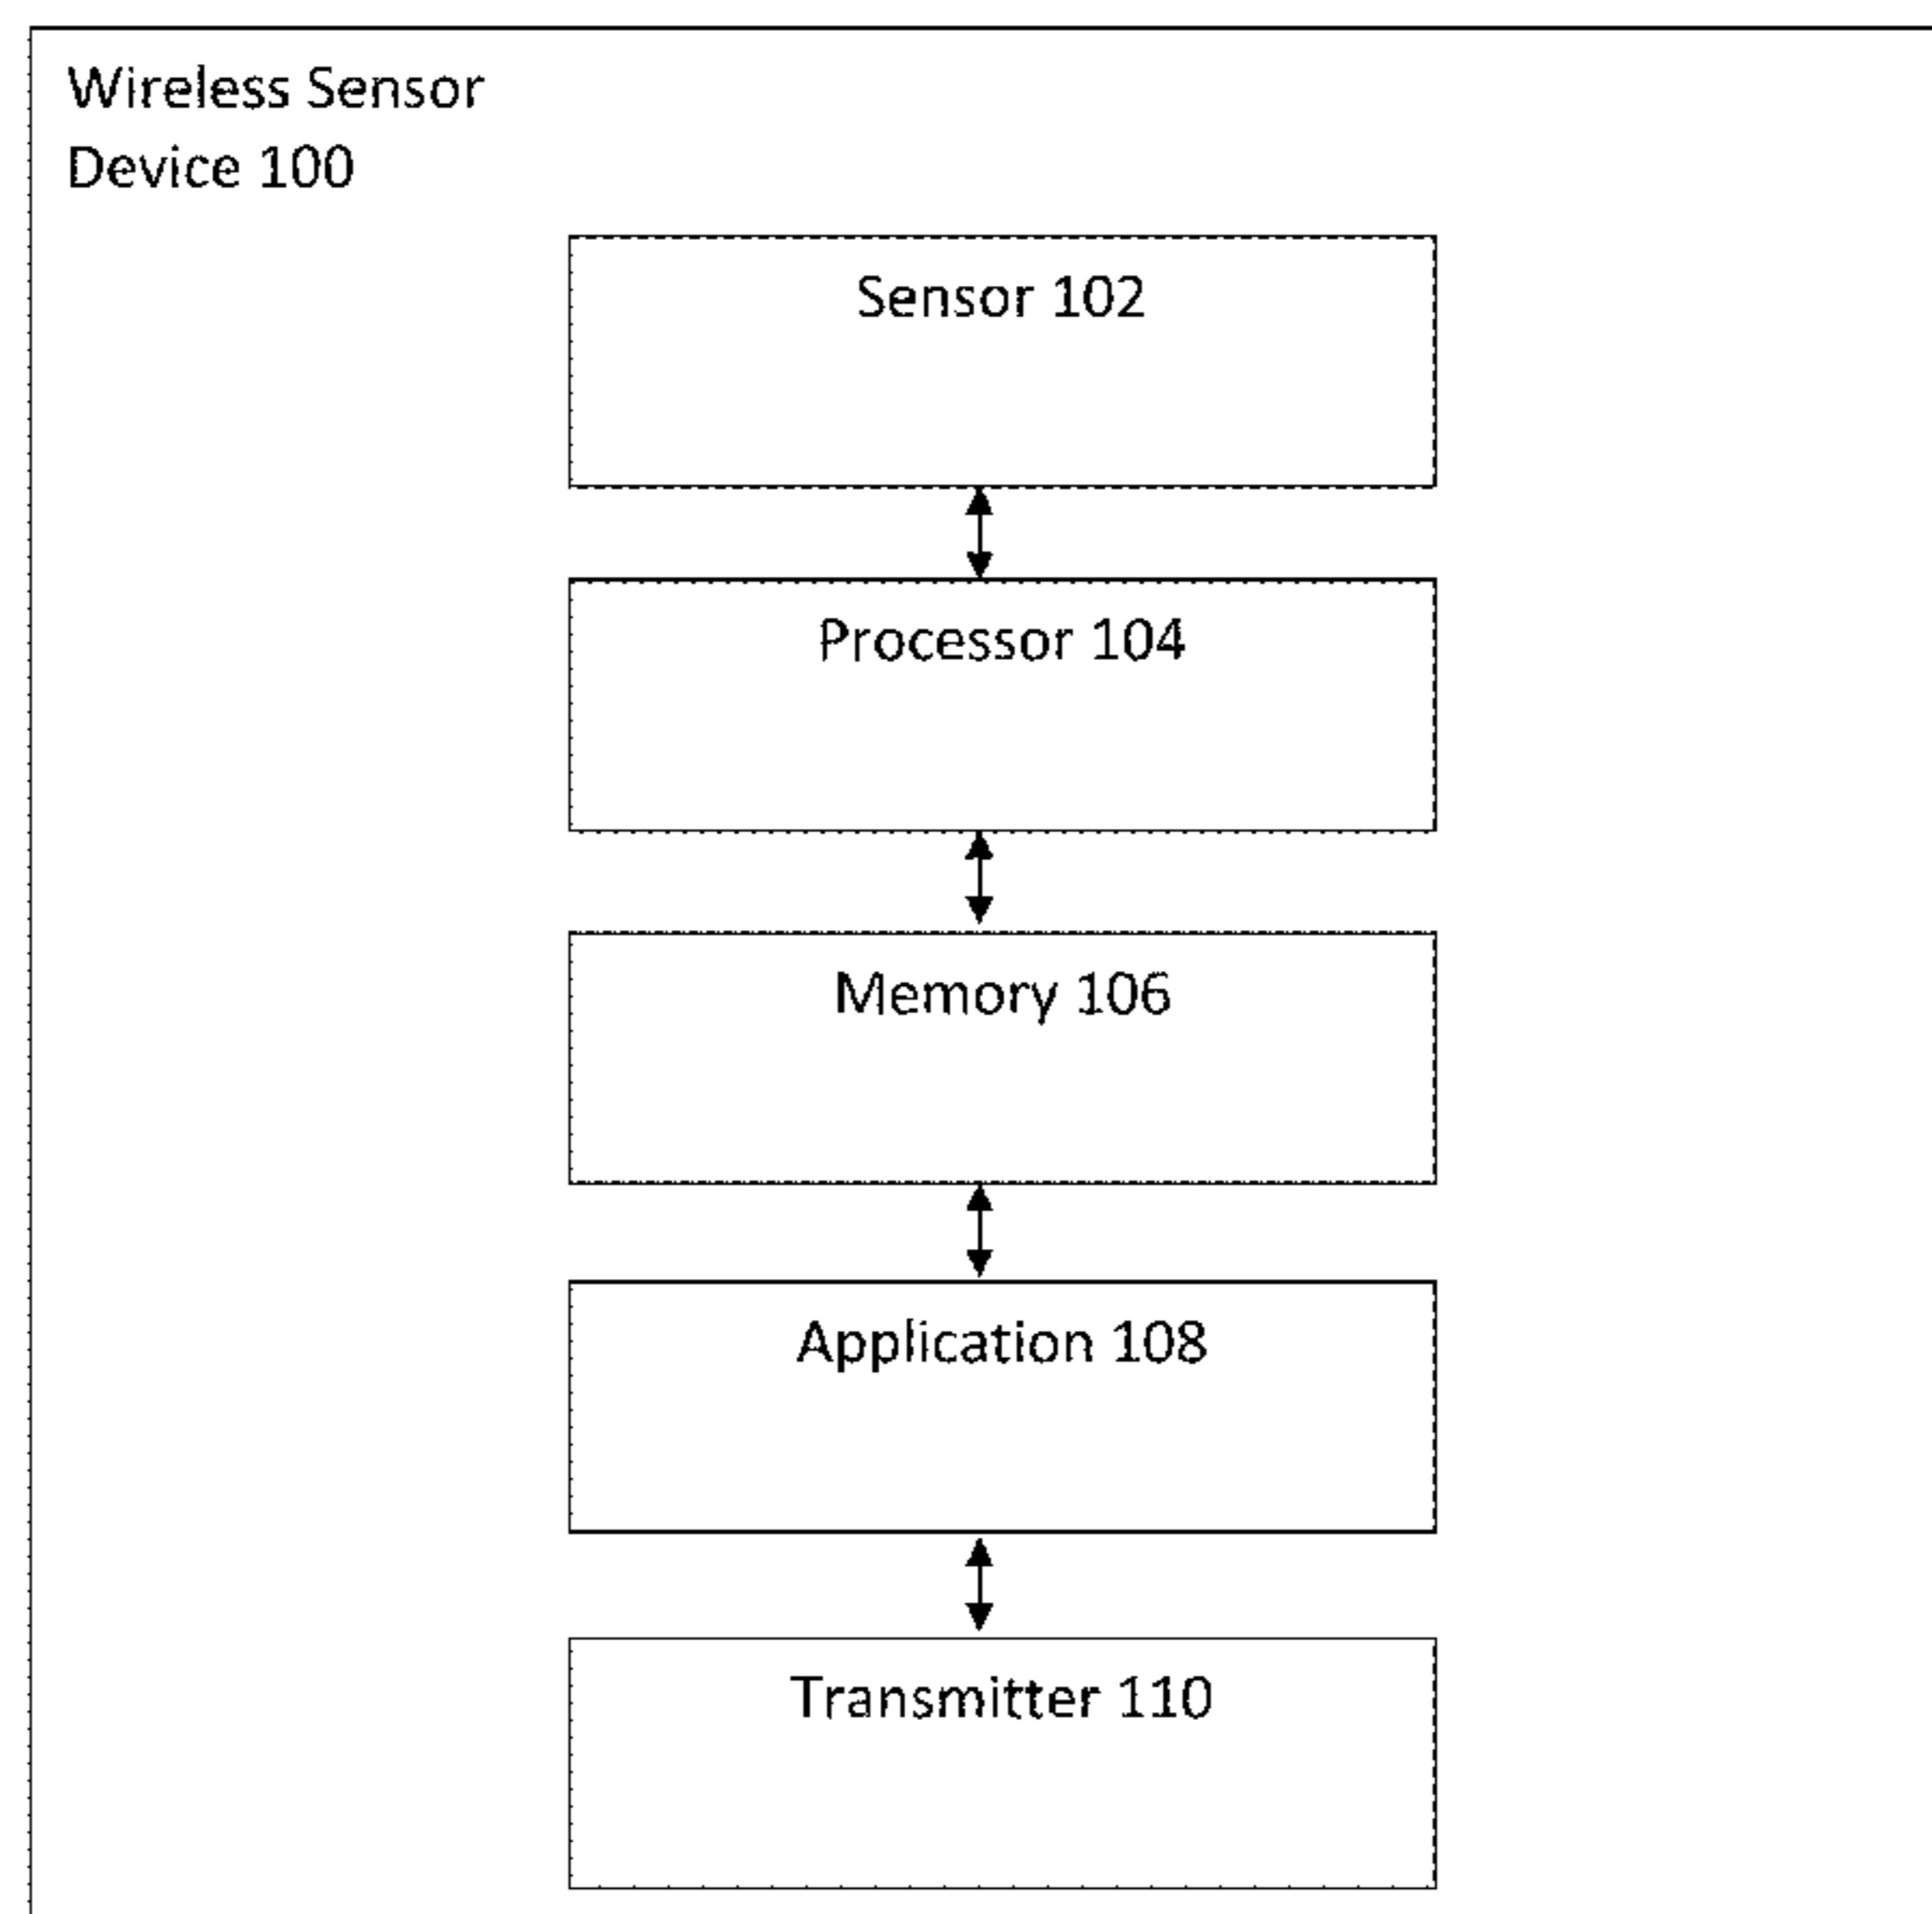 Wireless Sensor
Device 100
Sensor 102
Processor 104
Memory 106
Application 108
Transmitter 110